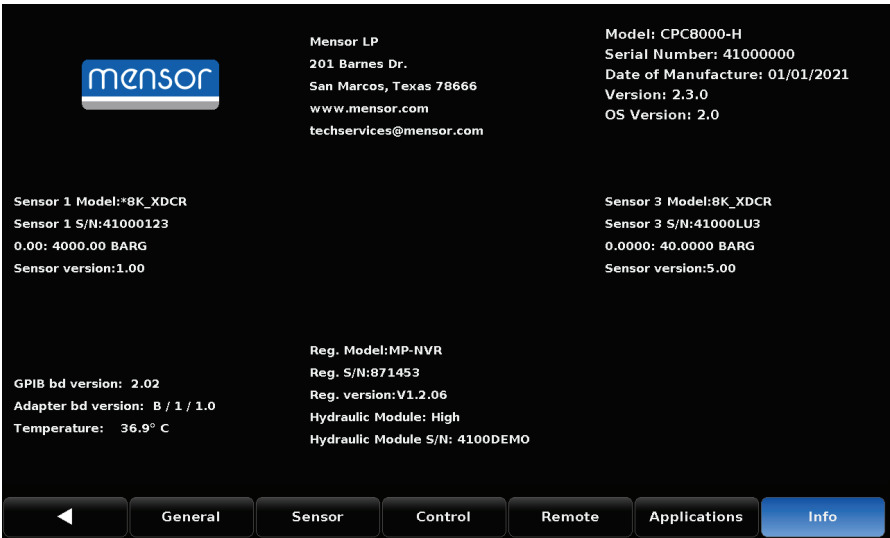 mensor
Mensor LP
201 Barnes Dr.
San Marcos, Texas 78666
www.mensor.com
techservices@mensor.com
Model: CPC8000-H
Serial Number: 41000000
Date of Manufacture: 01/01/2021
Version: 2.3.0
OS Version: 2.0
Sensor 1 Model:*8K_XDCR
Sensor 1 S/N:41000123
0.00: 4000.00 BARG
Sensor version:1.00
Sensor 3 Model:8K_XDCR
Sensor 3 S/N:41000LU3
0.0000: 40.0000 BARG
Sensor version:5.00
GPIB bd version: 2.02
Adapter bd version: B / 1 / 1.0
Temperature: 36.9° C
Reg. Model:MP-NVR
Reg. S/N:871453
Reg. version:V1.2.06
Hydraulic Module: High
Hydraulic Module S/N: 4100DEMO
General Sensor Control Remote Applications Info